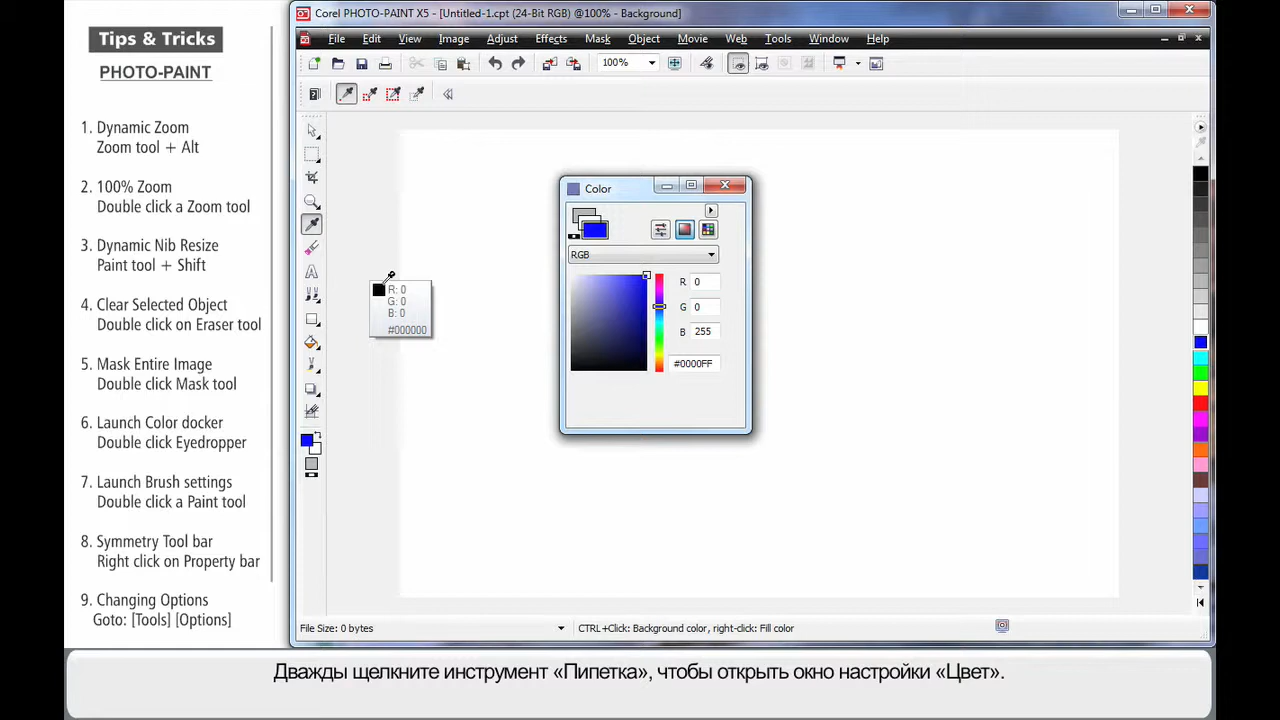 Tips & Tricks
PHOTO-PAINT
1. Dynamic Zoom
Zoom tool + Alt
2. 100% Zoom
Double click a Zoom tool
3. Dynamic Nib Resize
Paint tool + Shift
4. Clear Selected Object
Double click on Eraser tool
5. Mask Entire Image
Double click Mask tool
6. Launch Color docker
Double click Eyedropper
7. Launch Brush settings
Double click a Paint tool
8. Symmetry Tool bar
Right click on Property bar
9. Changing Options
Goto: [Tools] [Options]
Corel PHOTO-PAINT X5 - [Untitled-1.cpt (24-Bit RGB) @100% - Background]
File Edit View Image Adjust Effects Mask Object Movie Web Tools Window Help
100%
Color
RGB
R 0
G 0
B 255
#0000FF
R: 0
G: 0
B: 0
#000000
File Size: 0 bytes
CTRL+Click: Background color, right-click: Fill color
Дважды щелкните инструмент «Пипетка», чтобы открыть окно настройки «Цвет».